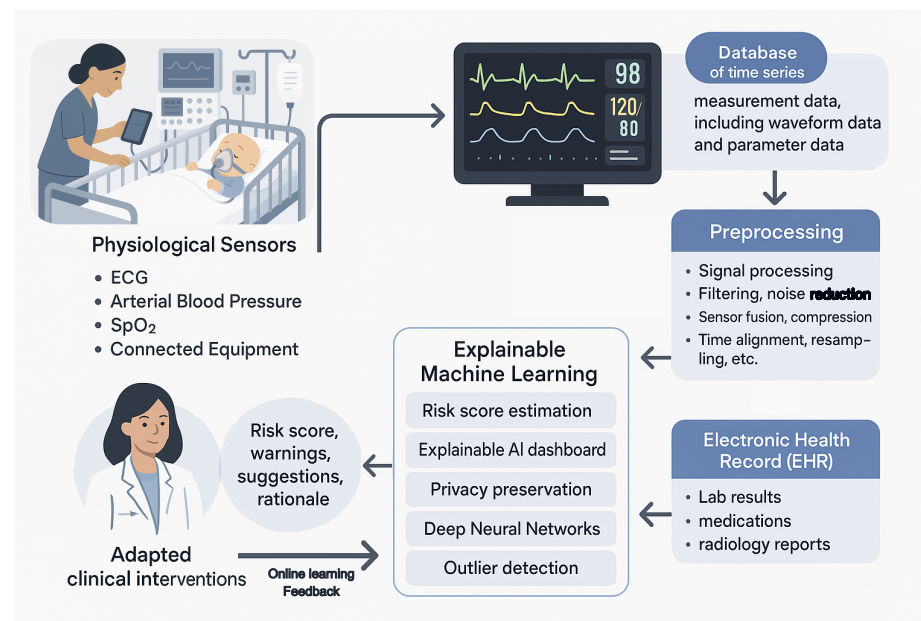 98
120/
80
Database
of time series
measurement data,
including waveform data
and parameter data
Physiological Sensors
• ECG
• Arterial Blood Pressure
• SpO₂
• Connected Equipment
Preprocessing
• Signal processing
• Filtering, noise reduction
• Sensor fusion, compression
• Time alignment, resamp-
ling, etc.
Explainable
Machine Learning
Risk score estimation
Explainable AI dashboard
Privacy preservation
Deep Neural Networks
Outlier detection
Electronic Health
Record (EHR)
• Lab results
• medications
• radiology reports
Risk score,
warnings,
suggestions,
rationale
Adapted
clinical interventions
Online learning
Feedback